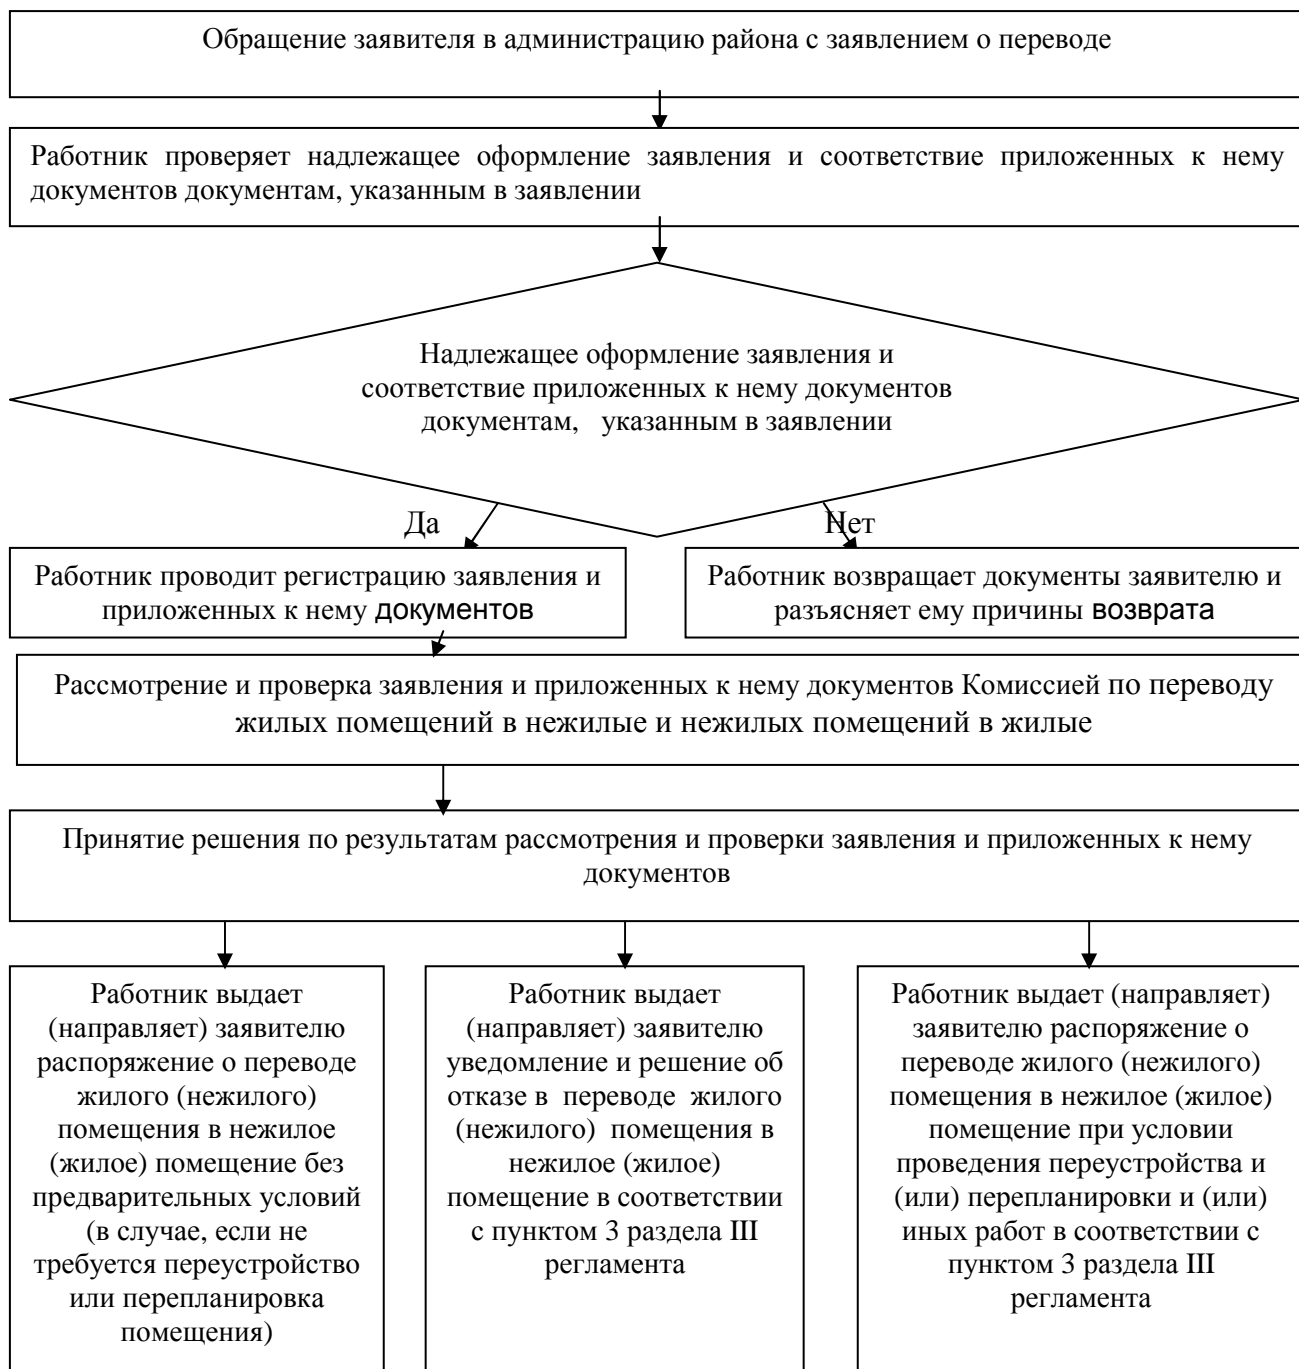 Обращение заявителя в администрацию района с заявлением о переводе
Работник проверяет надлежащее оформление заявления и соответствие приложенных к нему
документов документам, указанным в заявлении
Надлежащее оформление заявления и
соответствие приложенных к нему документов
документам, указанным в заявлении
Да
Нет
Работник проводит регистрацию заявления и
приложенных к нему документов
Работник возвращает документы заявителю и
разъясняет ему причины возврата
Рассмотрение и проверка заявления и приложенных к нему документов Комиссией по переводу
жилых помещений в нежилые и нежилых помещений в жилые
Принятие решения по результатам рассмотрения и проверки заявления и приложенных к нему
документов
Работник выдает
(направляет) заявителю
распоряжение о переводе
жилого (нежилого)
помещения в нежилое
(жилое) помещение без
предварительных условий
(в случае, если не
требуется переустройство
или перепланировка
помещения)
Работник выдает
(направляет) заявителю
уведомление и решение об
отказе в переводе жилого
(нежилого) помещения в
нежилое (жилое)
помещение в соответствии
с пунктом 3 раздела III
регламента
Работник выдает (направляет)
заявителю распоряжение о
переводе жилого (нежилого)
помещения в нежилое (жилое)
помещение при условии
проведения переустройства и
(или) перепланировки и (или)
иных работ в соответствии с
пунктом 3 раздела III
регламента